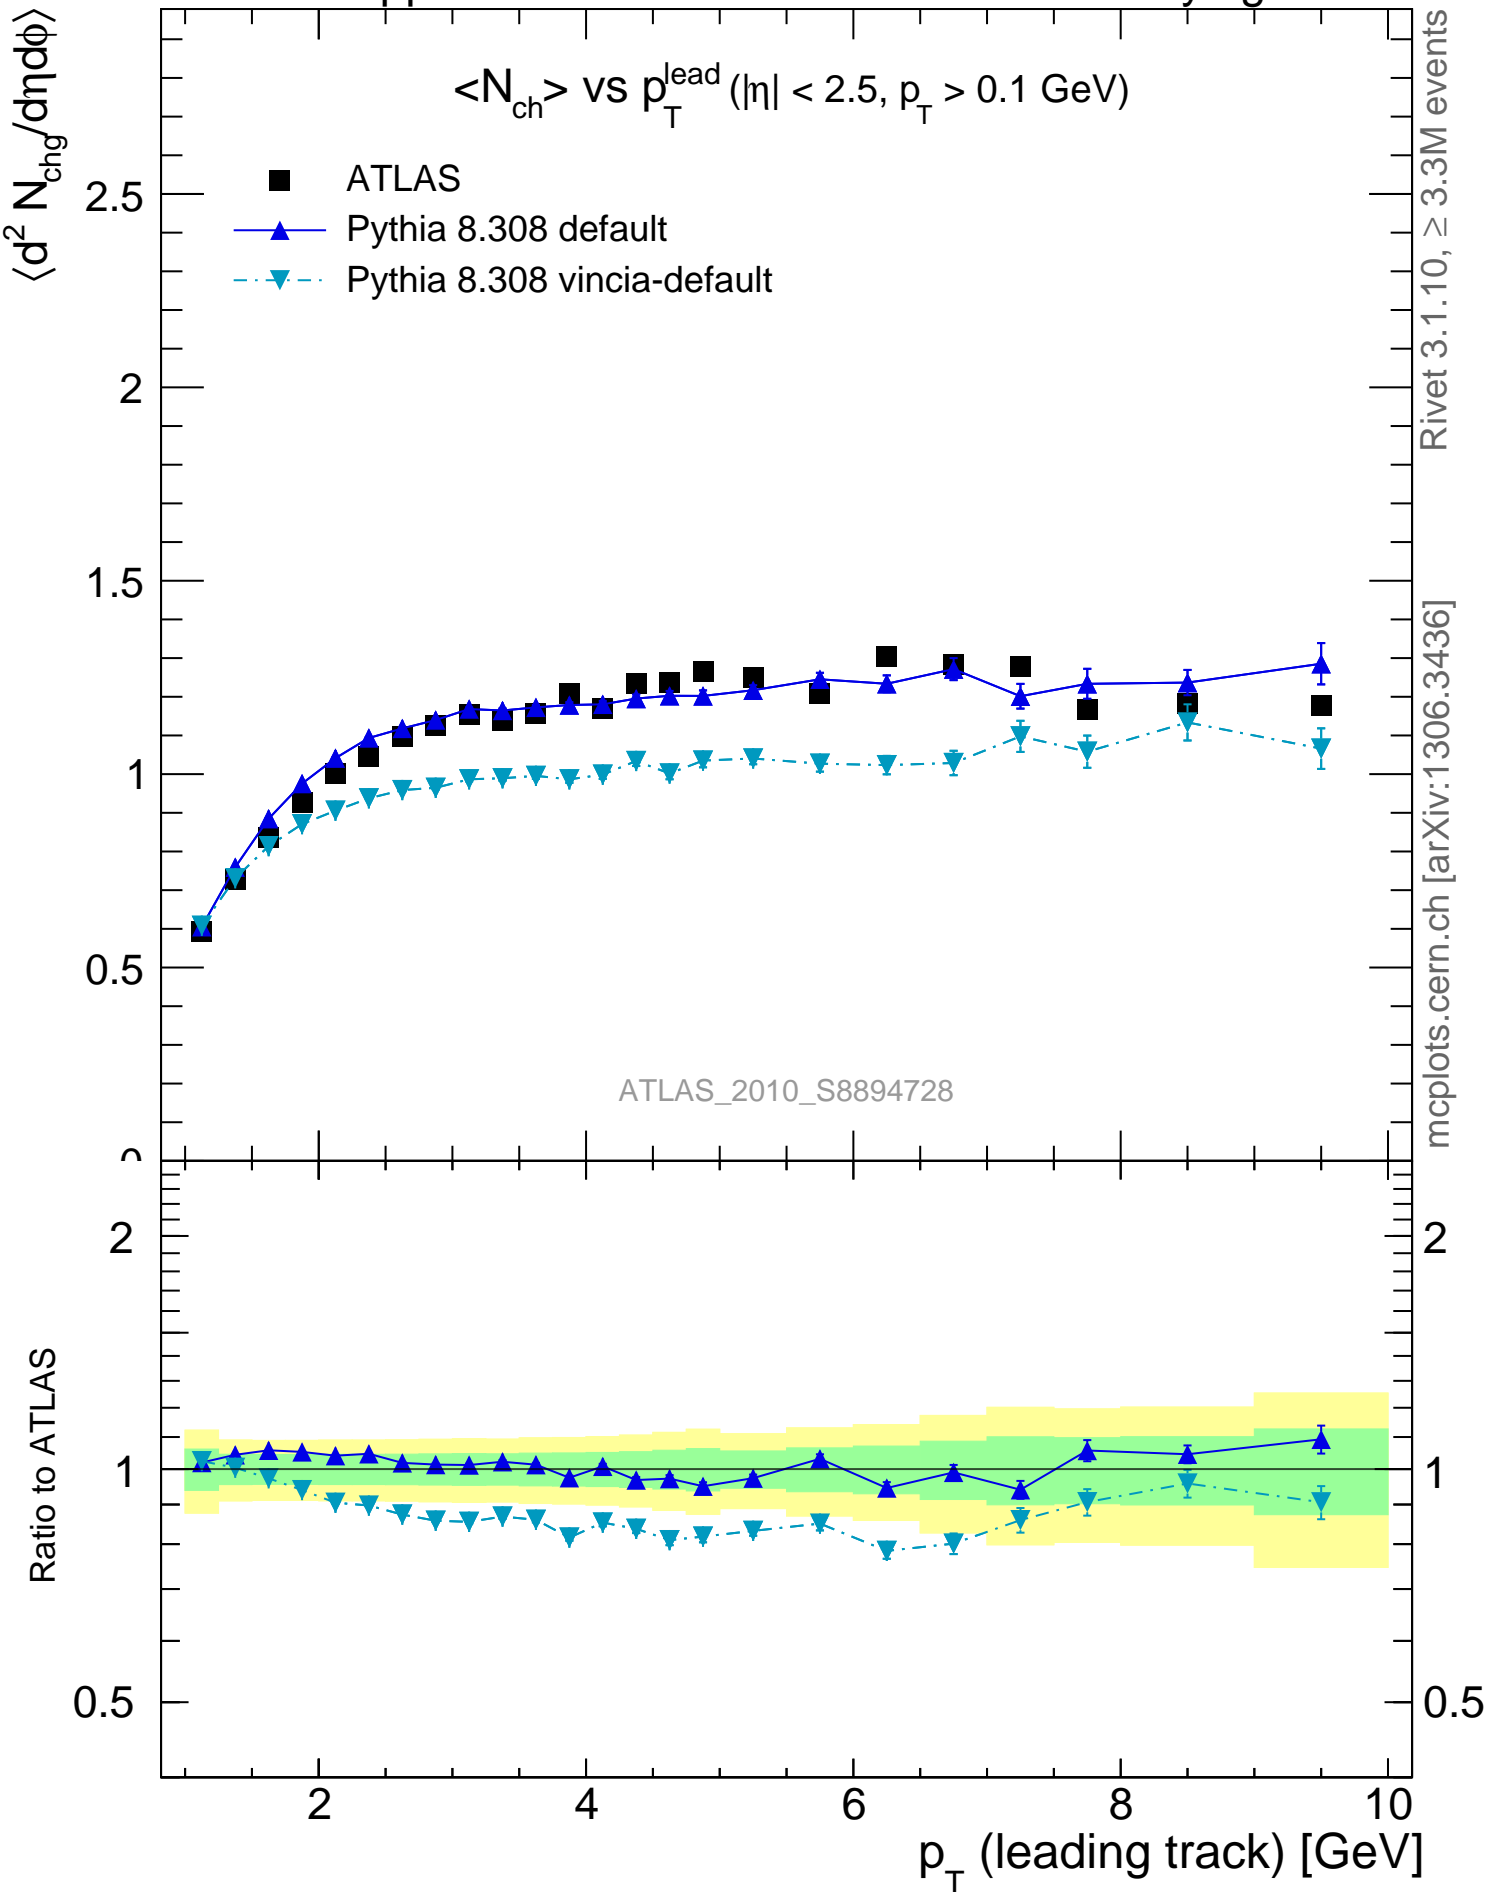 ⟨d² N_chg/dηdϕ⟩
<N_ch> vs p_T^lead (|η| < 2.5, p_T > 0.1 GeV)
ATLAS
Pythia 8.308 default
Pythia 8.308 vincia-default
2.5
2
1.5
1
0.5
ATLAS_2010_S8894728
Rivet 3.1.10, ≥ 3.3M events
mcplots.cern.ch [arXiv:1306.3436]
Ratio to ATLAS
2
1
0.5
2
1
0.5
2 4 6 8 10
p_T (leading track) [GeV]